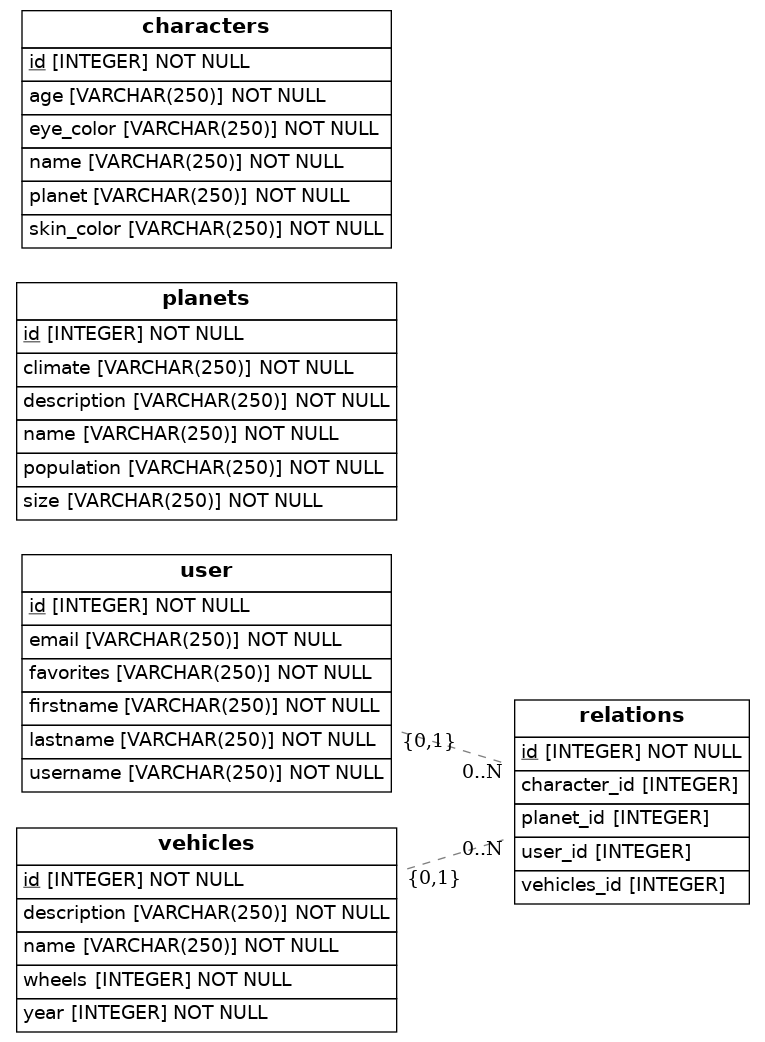 characters
id [INTEGER] NOT NULL
age [VARCHAR(250)] NOT NULL
eye_color [VARCHAR(250)] NOT NULL
name [VARCHAR(250)] NOT NULL
planet [VARCHAR(250)] NOT NULL
skin_color [VARCHAR(250)] NOT NULL
planets
id [INTEGER] NOT NULL
climate [VARCHAR(250)] NOT NULL
description [VARCHAR(250)] NOT NULL
name [VARCHAR(250)] NOT NULL
population [VARCHAR(250)] NOT NULL
size [VARCHAR(250)] NOT NULL
user
id [INTEGER] NOT NULL
email [VARCHAR(250)] NOT NULL
favorites [VARCHAR(250)] NOT NULL
firstname [VARCHAR(250)] NOT NULL
lastname [VARCHAR(250)] NOT NULL
username [VARCHAR(250)] NOT NULL
{0,1}
0..N
vehicles
id [INTEGER] NOT NULL
description [VARCHAR(250)] NOT NULL
name [VARCHAR(250)] NOT NULL
wheels [INTEGER] NOT NULL
year [INTEGER] NOT NULL
0..N
{0,1}
relations
id [INTEGER] NOT NULL
character_id [INTEGER]
planet_id [INTEGER]
user_id [INTEGER]
vehicles_id [INTEGER]